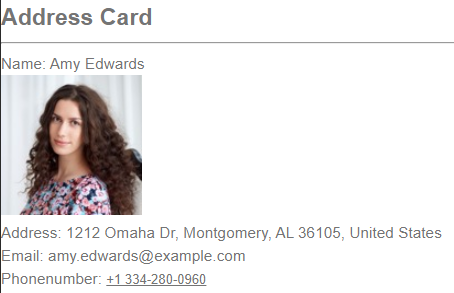 Address Card
Name: Amy Edwards
Address: 1212 Omaha Dr, Montgomery, AL 36105, United States
Email: amy.edwards@example.com
Phonenumber: +1 334-280-0960